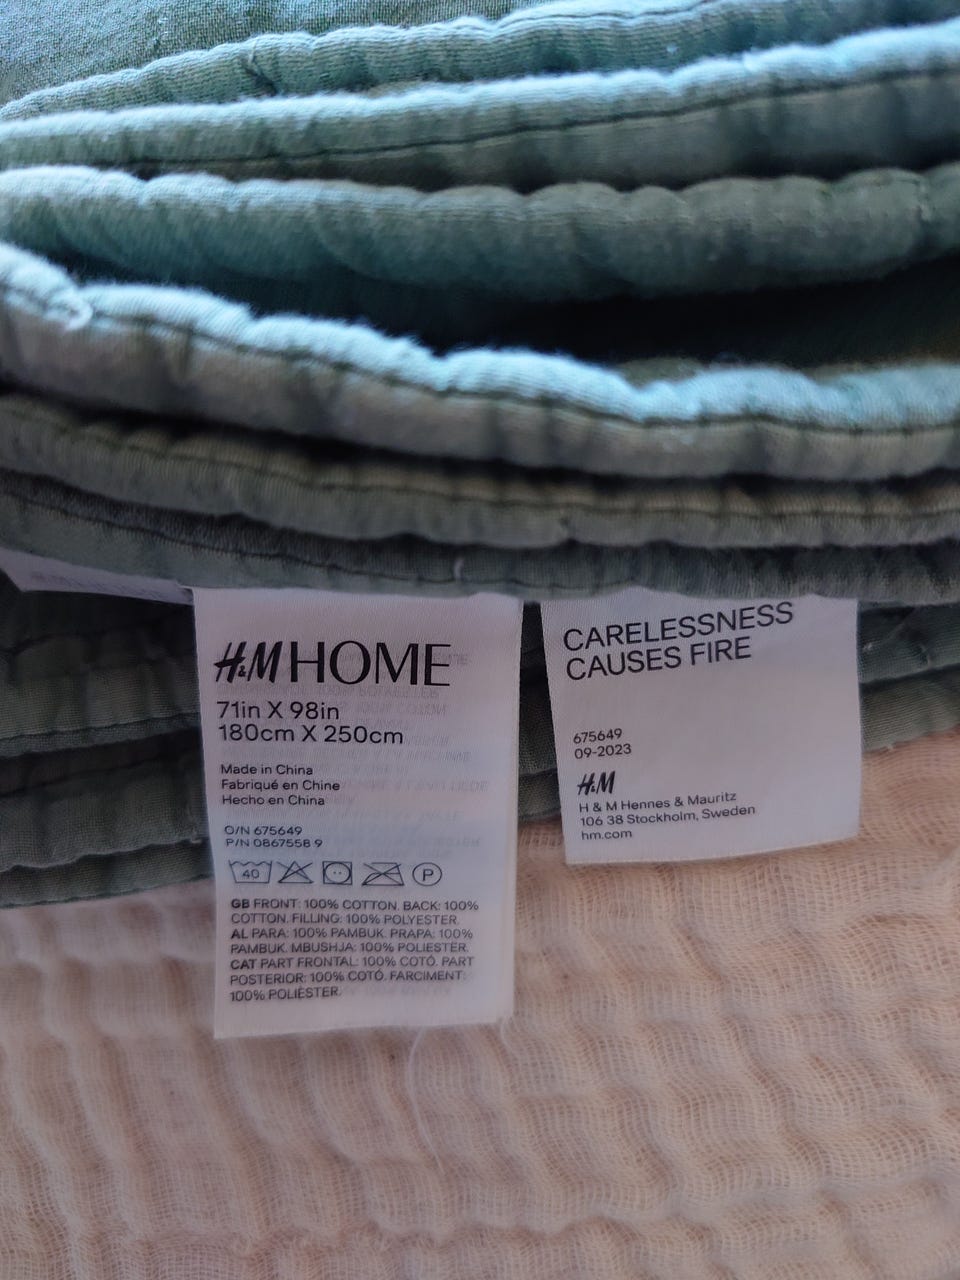 H&M HOME
71in X 98in
180cm X 250cm
Made in China
Fabriqué en Chine
Hecho en China
O/N 675649
P/N 0867558 9
40
P
GB FRONT: 100% COTTON. BACK: 100%
COTTON. FILLING: 100% POLYESTER.
AL PARA: 100% PAMBUK. PRAPA: 100%
PAMBUK. MBUSHJA: 100% POLIESTER.
CAT PART FRONTAL: 100% COTÓ. PART
POSTERIOR: 100% COTÓ. FARCIMENT:
100% POLIÈSTER.
CARELESSNESS
CAUSES FIRE
675649
09-2023
H&M
H & M Hennes & Mauritz
106 38 Stockholm, Sweden
hm.com